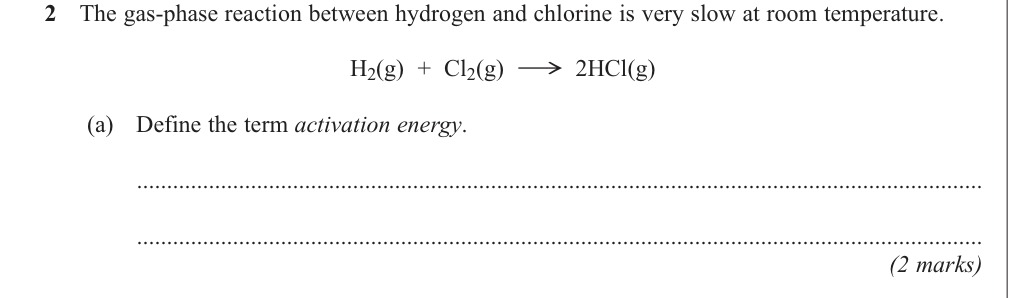 2 The gas-phase reaction between hydrogen and chlorine is very slow at room temperature.
H₂(g) + Cl₂(g) ⟶ 2HCl(g)
(a) Define the term activation energy.
(2 marks)